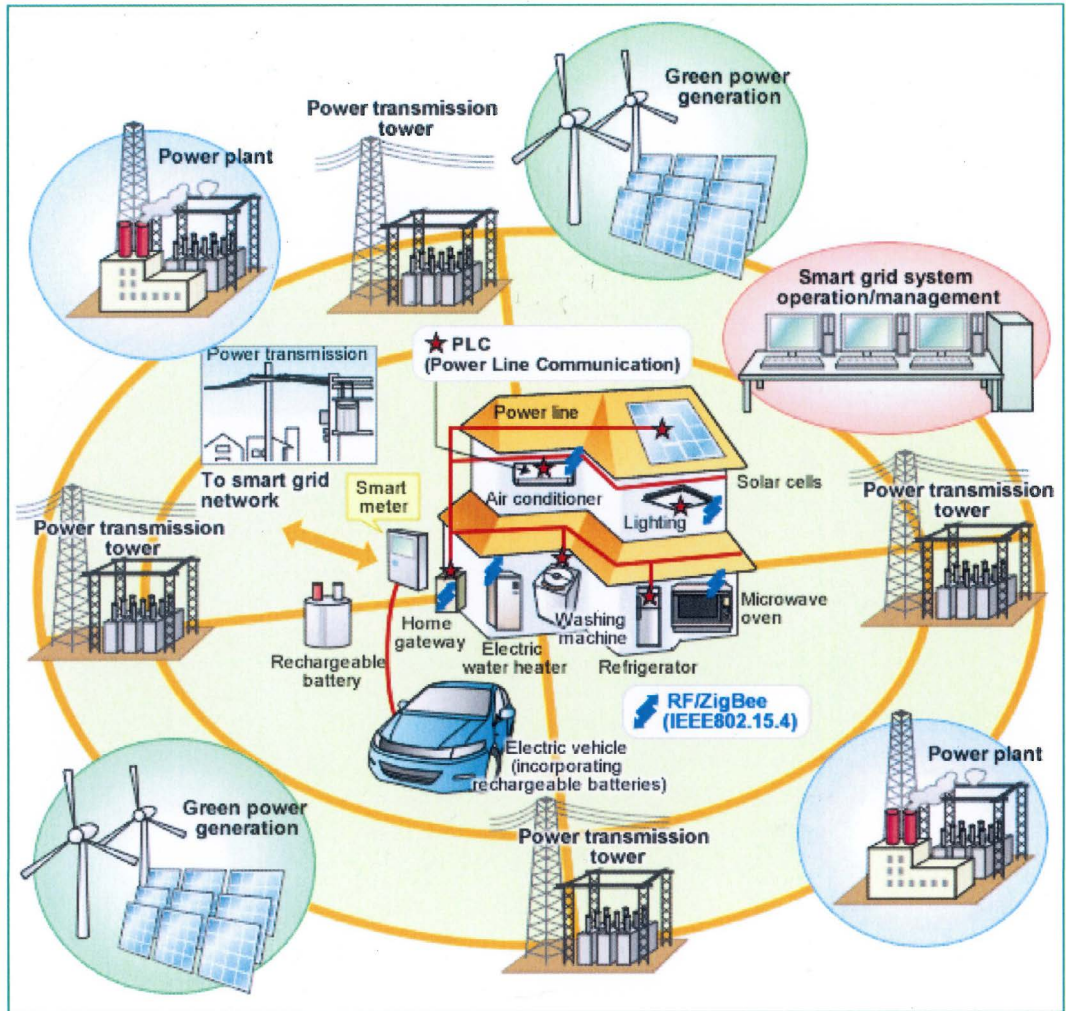 Green power
generation
Power transmission
tower
Power plant
Smart grid system
operation/management
PLC
(Power Line Communication)
Power transmission
Power line
To smart grid
network
Smart
meter
Air conditioner
Solar cells
Lighting
Power transmission
tower
Power transmission
tower
Home
gateway
Electric
water heater
Washing
machine
Refrigerator
Microwave
oven
Rechargeable
battery
RF/ZigBee
(IEEE802.15.4)
Electric vehicle
(incorporating
rechargeable batteries)
Power plant
Green power
generation
Power transmission
tower